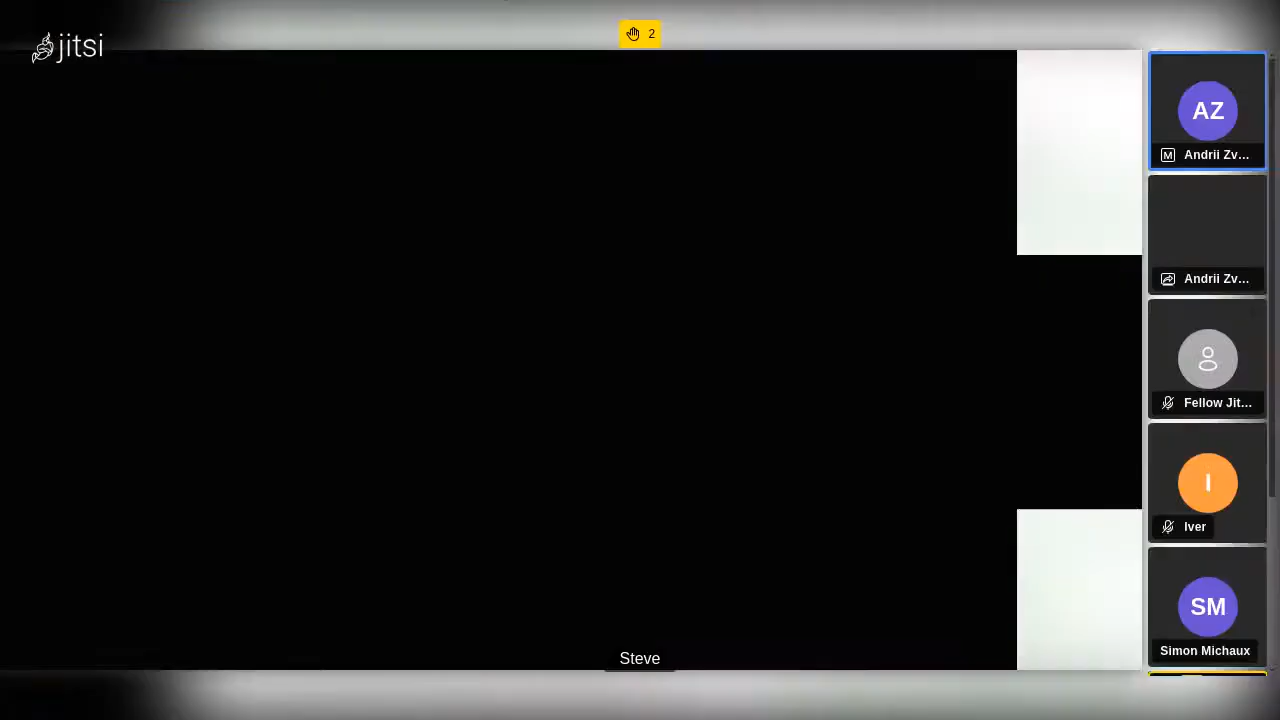 jitsi
2
AZ
M
Andrii Zv...
Andrii Zv...
Fellow Jit...
I
Iver
SM
Simon Michaux
Steve